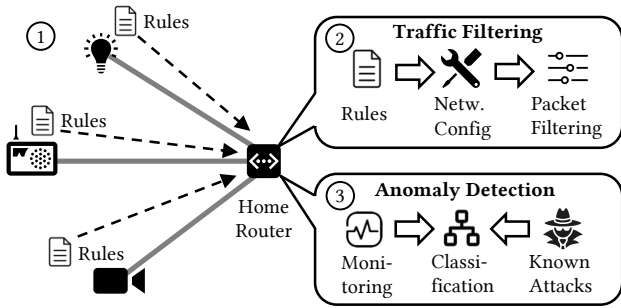 1
Rules
Rules
Rules
Home
Router
2
Traffic Filtering
Rules
Netw.
Config
Packet
Filtering
3
Anomaly Detection
Moni-
toring
Classi-
fication
Known
Attacks